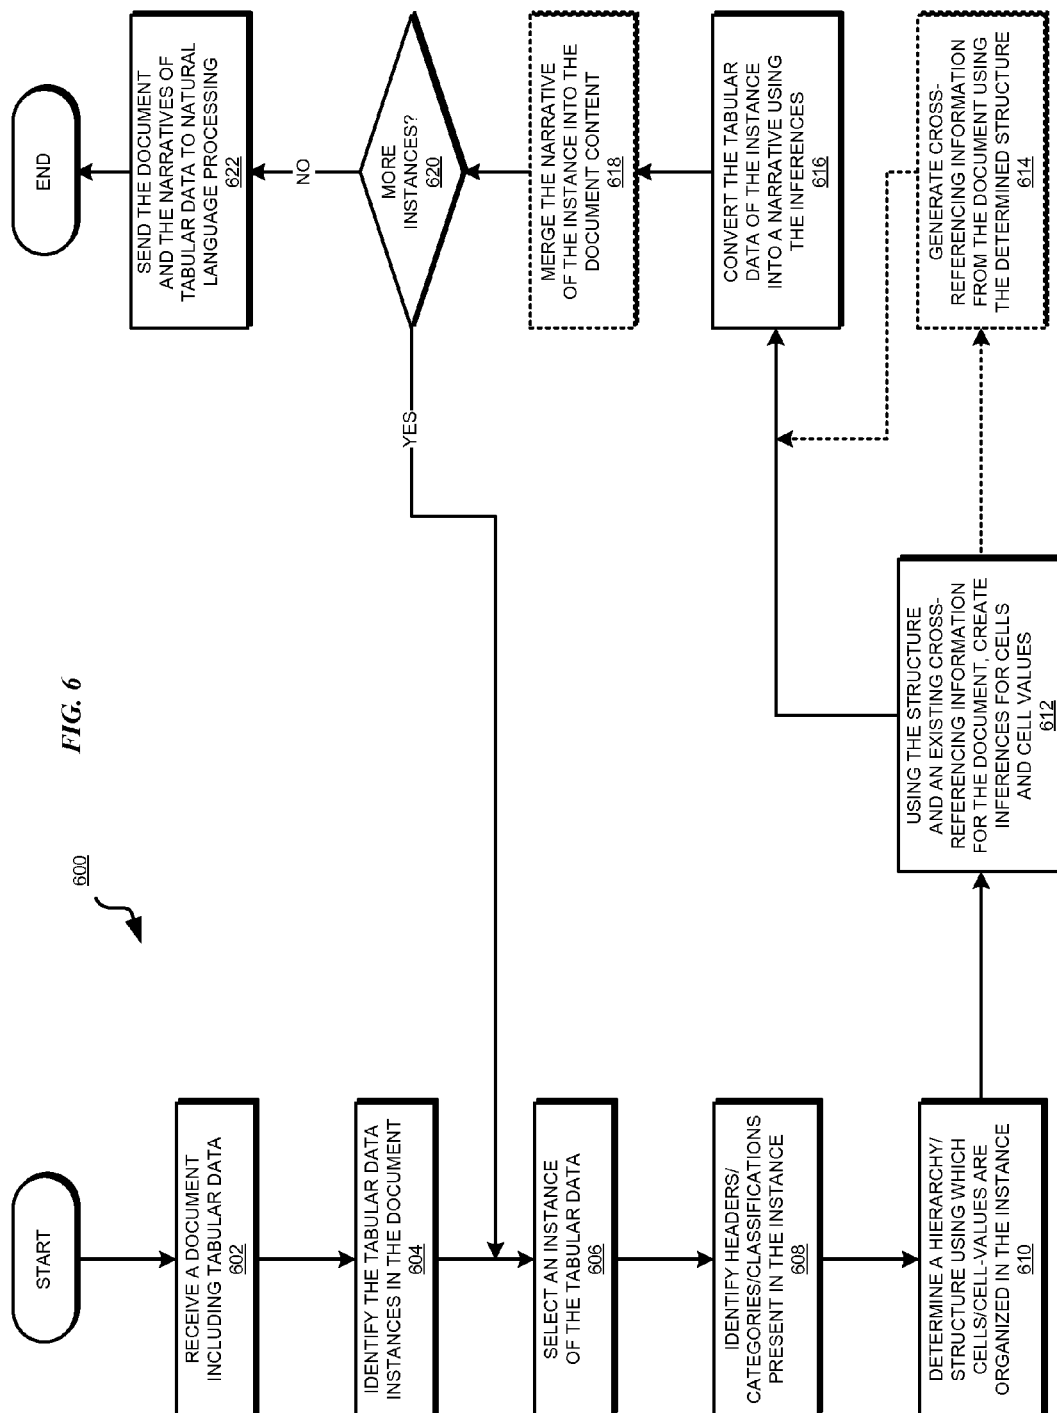 START
RECEIVE A DOCUMENT
INCLUDING TABULAR DATA
602
IDENTIFY THE TABULAR DATA
INSTANCES IN THE DOCUMENT
604
SELECT AN INSTANCE
OF THE TABULAR DATA
606
IDENTIFY HEADERS/
CATEGORIES/CLASSIFICATIONS
PRESENT IN THE INSTANCE
608
DETERMINE A HIERARCHY/
STRUCTURE USING WHICH
CELLS/CELL-VALUES ARE
ORGANIZED IN THE INSTANCE
610
600
FIG. 6
USING THE STRUCTURE
AND AN EXISTING CROSS-
REFERENCING INFORMATION
FOR THE DOCUMENT, CREATE
INFERENCES FOR CELLS
AND CELL VALUES
612
YES
END
SEND THE DOCUMENT
AND THE NARRATIVES OF
TABULAR DATA TO NATURAL
LANGUAGE PROCESSING
622
NO
MORE
INSTANCES?
620
MERGE THE NARRATIVE
OF THE INSTANCE INTO THE
DOCUMENT CONTENT
618
CONVERT THE TABULAR
DATA OF THE INSTANCE
INTO A NARRATIVE USING
THE INFERENCES
616
GENERATE CROSS-
REFERENCING INFORMATION
FROM THE DOCUMENT USING
THE DETERMINED STRUCTURE
614